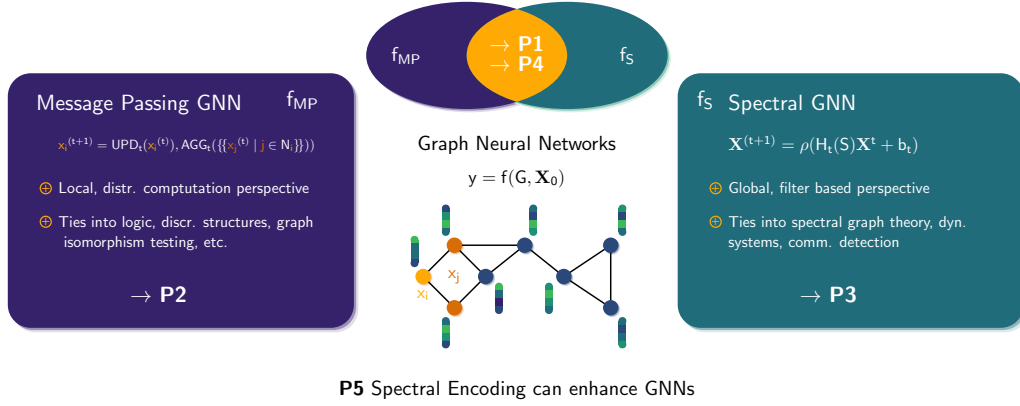 f_MP
→ P1
→ P4
f_S
Message Passing GNN f_MP
x_i^(t+1) = UPD_t(x_i^(t)), AGG_t({{x_j^(t) | j ∈ N_i}}))
⊕ Local, distr. comptutation perspective
⊕ Ties into logic, discr. structures, graph
isomorphism testing, etc.
→ P2
Graph Neural Networks
y = f(G, X_0)
x_i
x_j
f_S Spectral GNN
X^(t+1) = ρ(H_t(S)X^t + b_t)
⊕ Global, filter based perspective
⊕ Ties into spectral graph theory, dyn.
systems, comm. detection
→ P3
P5 Spectral Encoding can enhance GNNs